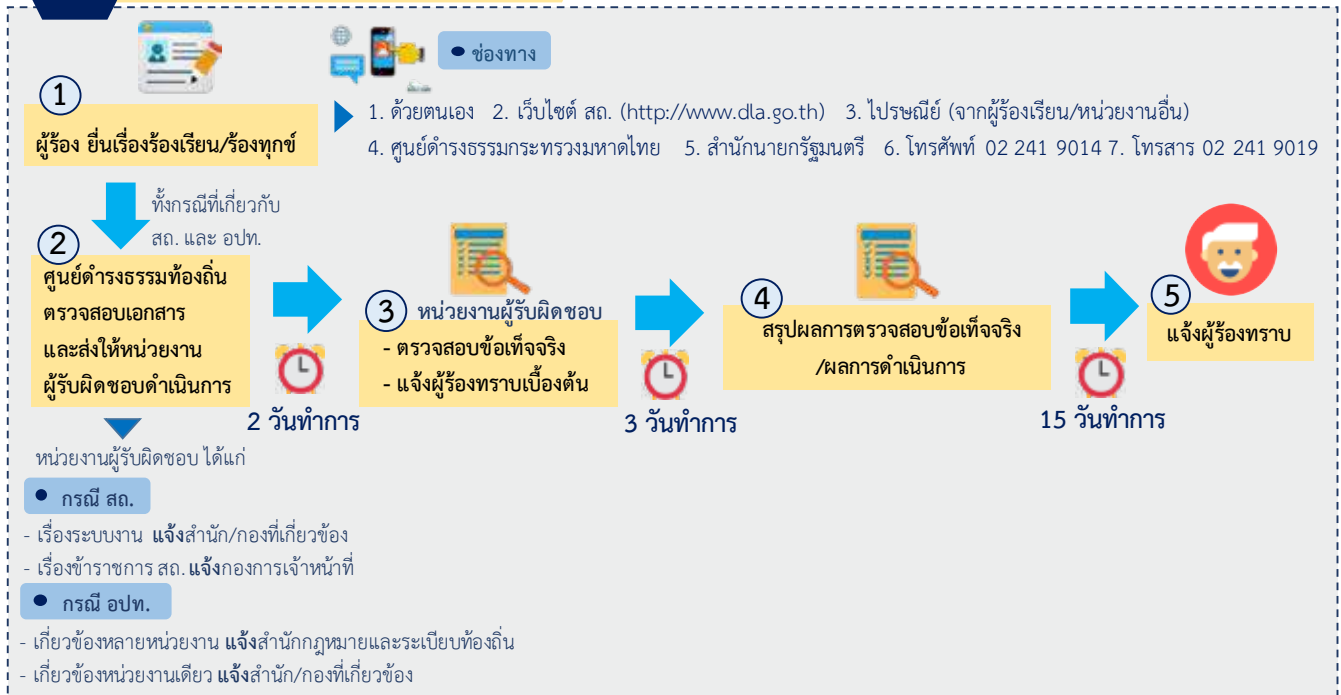 • ช่องทาง
1
ผู้ร้อง ยื่นเรื่องร้องเรียน/ร้องทุกข์
1. ด้วยตนเอง 2. เว็บไซต์ สถ. (http://www.dla.go.th) 3. ไปรษณีย์ (จากผู้ร้องเรียน/หน่วยงานอื่น)
4. ศูนย์ดำรงธรรมกระทรวงมหาดไทย 5. สำนักนายกรัฐมนตรี 6. โทรศัพท์ 02 241 9014 7. โทรสาร 02 241 9019
ทั้งกรณีที่เกี่ยวกับ
สถ. และ อปท.
2
ศูนย์ดำรงธรรมท้องถิ่น
ตรวจสอบเอกสาร
และส่งให้หน่วยงาน
ผู้รับผิดชอบดำเนินการ
2 วันทำการ
3
หน่วยงานผู้รับผิดชอบ
- ตรวจสอบข้อเท็จจริง
- แจ้งผู้ร้องทราบเบื้องต้น
3 วันทำการ
4
สรุปผลการตรวจสอบข้อเท็จจริง
/ผลการดำเนินการ
15 วันทำการ
5
แจ้งผู้ร้องทราบ
หน่วยงานผู้รับผิดชอบ ได้แก่
• กรณี สถ.
- เรื่องระบบงาน แจ้งสำนัก/กองที่เกี่ยวข้อง
- เรื่องข้าราชการ สถ. แจ้งกองการเจ้าหน้าที่
• กรณี อปท.
- เกี่ยวข้องหลายหน่วยงาน แจ้งสำนักกฎหมายและระเบียบท้องถิ่น
- เกี่ยวข้องหน่วยงานเดียว แจ้งสำนัก/กองที่เกี่ยวข้อง